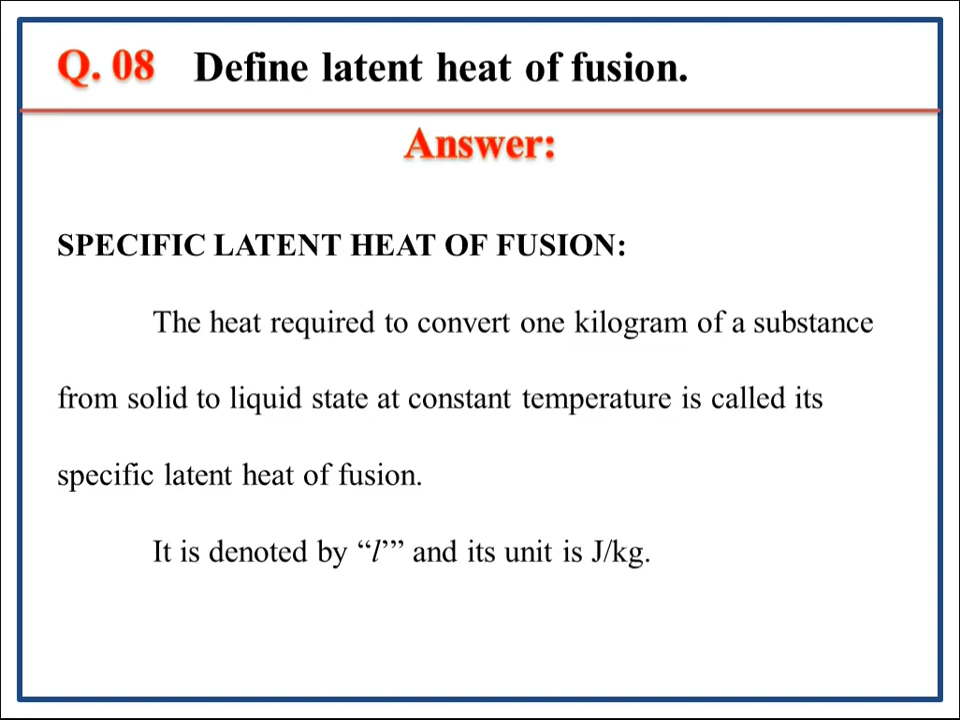 Q. 08 Define latent heat of fusion.
Answer:
SPECIFIC LATENT HEAT OF FUSION:
The heat required to convert one kilogram of a substance
from solid to liquid state at constant temperature is called its
specific latent heat of fusion.
It is denoted by “l’” and its unit is J/kg.